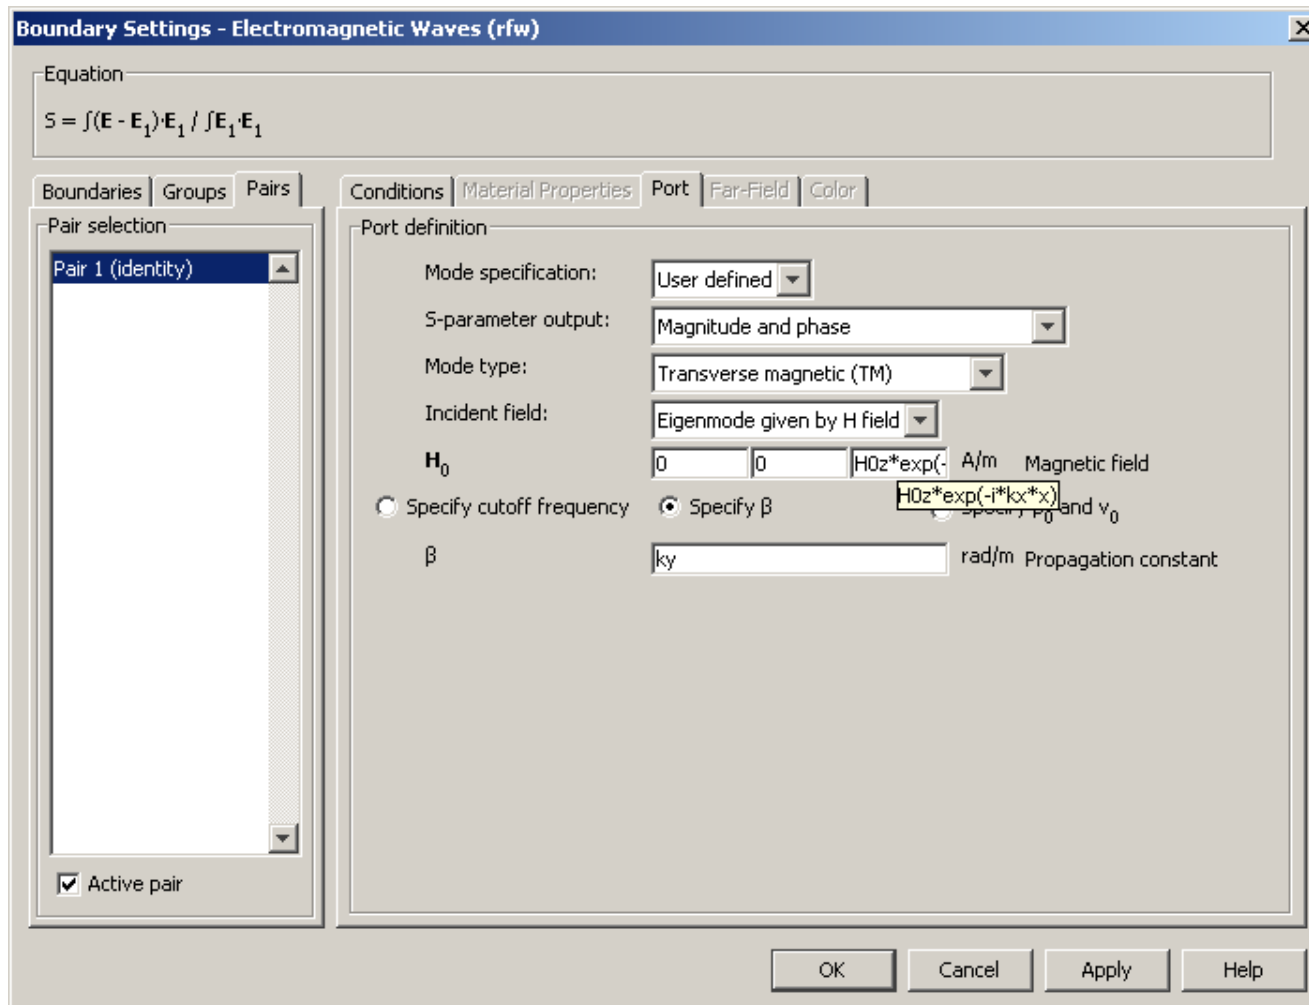 Boundary Settings - Electromagnetic Waves (rfw)
Equation
S = ∫(E - E₁)·E₁ / ∫E₁·E₁
Boundaries Groups Pairs
Conditions Material Properties Port Far-Field Color
Pair selection
Port definition
Pair 1 (identity)
Mode specification: User defined
S-parameter output: Magnitude and phase
Mode type: Transverse magnetic (TM)
Incident field: Eigenmode given by H field
H₀ 0 0 H0z*exp(- A/m Magnetic field
H0z*exp(-i*kx*x)
Specify cutoff frequency Specify β and v₀
β ky rad/m Propagation constant
Active pair
OK Cancel Apply Help